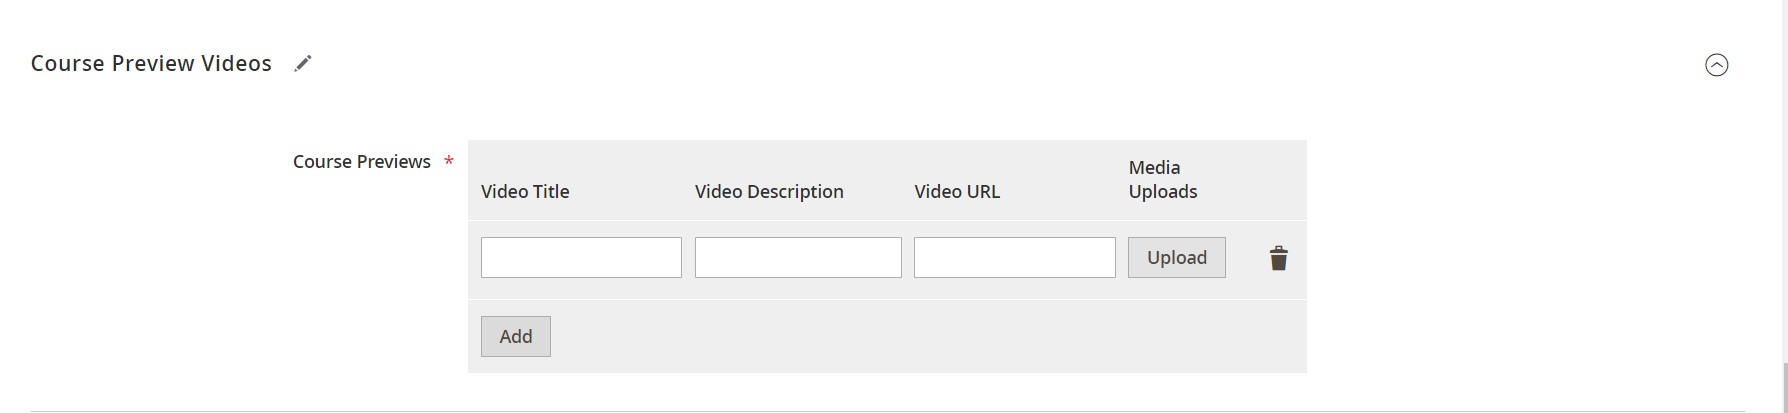 Course Preview Videos
Course Previews *
Video Title Video Description Video URL Media Uploads
Upload
Add